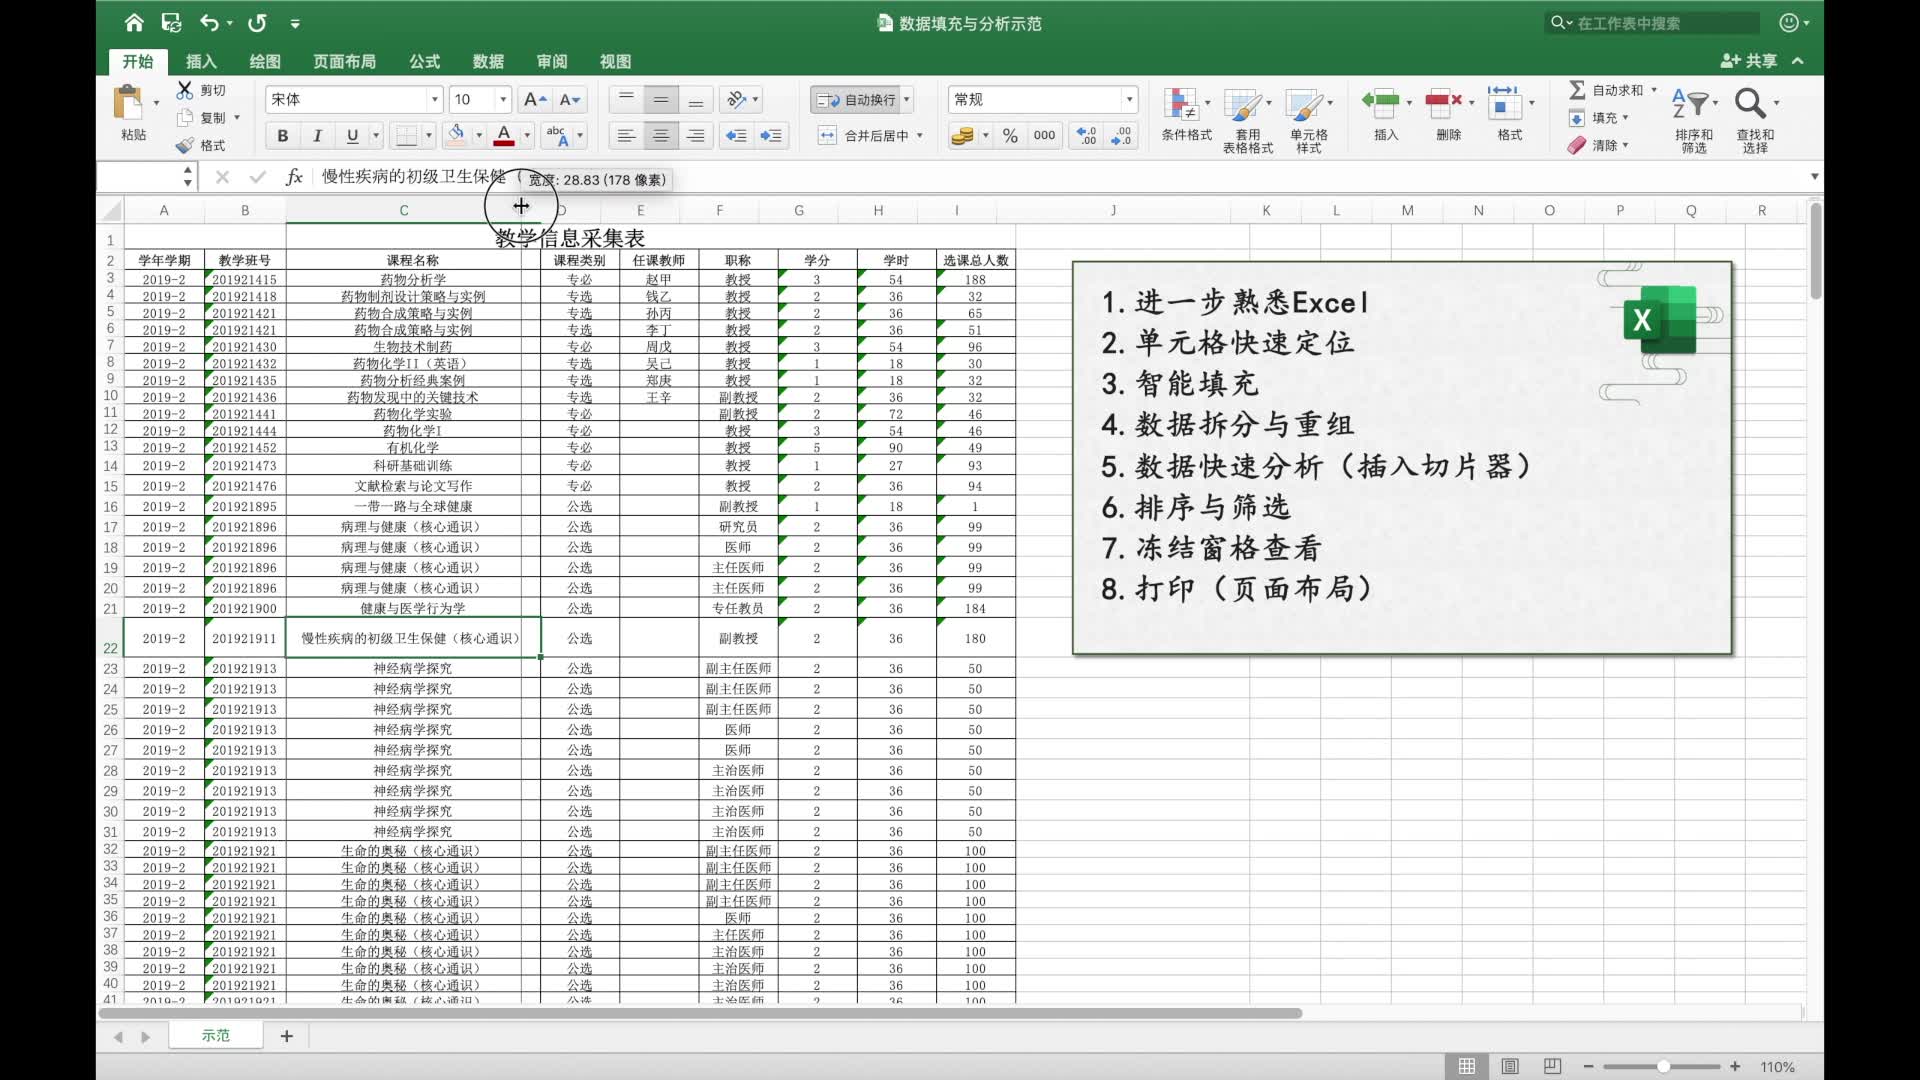 数据填充与分析示范
在工作表中搜索
开始 插入 绘图 页面布局 公式 数据 审阅 视图 共享
粘贴 剪切 复制 格式
宋体 10
自动换行 合并后居中
常规
条件格式 套用表格格式 单元格样式 插入 删除 格式
自动求和 填充 清除 排序和筛选 查找和选择
fx 慢性疾病的初级卫生保健（
宽度: 28.83 (178 像素)
A B C D E F G H I J K L M N O P Q R
1 教学信息采集表
2 学年学期 教学班号 课程名称 课程类别 任课教师 职称 学分 学时 选课总人数
3 2019-2 201921415 药物分析学 专必 赵甲 教授 3 54 188
4 2019-2 201921418 药物制剂设计策略与实例 专选 钱乙 教授 2 36 32
5 2019-2 201921421 药物合成策略与实例 专选 孙丙 教授 2 36 65
6 2019-2 201921421 药物合成策略与实例 专选 李丁 教授 2 36 51
7 2019-2 201921430 生物技术制药 专必 周戊 教授 3 54 96
8 2019-2 201921432 药物化学II（英语） 专选 吴己 教授 1 18 30
9 2019-2 201921435 药物分析经典案例 专选 郑庚 教授 1 18 32
10 2019-2 201921436 药物发现中的关键技术 专选 王辛 副教授 2 36 32
11 2019-2 201921441 药物化学实验 专必 副教授 2 72 46
12 2019-2 201921444 药物化学I 专必 教授 3 54 46
13 2019-2 201921452 有机化学 专必 教授 5 90 49
14 2019-2 201921473 科研基础训练 专必 教授 1 27 93
15 2019-2 201921476 文献检索与论文写作 专必 教授 2 36 94
16 2019-2 201921895 一带一路与全球健康 公选 副教授 1 18 1
17 2019-2 201921896 病理与健康（核心通识） 公选 研究员 2 36 99
18 2019-2 201921896 病理与健康（核心通识） 公选 医师 2 36 99
19 2019-2 201921896 病理与健康（核心通识） 公选 主任医师 2 36 99
20 2019-2 201921896 病理与健康（核心通识） 公选 主任医师 2 36 99
21 2019-2 201921900 健康与医学行为学 公选 专任教员 2 36 184
22 2019-2 201921911 慢性疾病的初级卫生保健（核心通识） 公选 副教授 2 36 180
23 2019-2 201921913 神经病学探究 公选 副主任医师 2 36 50
24 2019-2 201921913 神经病学探究 公选 副主任医师 2 36 50
25 2019-2 201921913 神经病学探究 公选 副主任医师 2 36 50
26 2019-2 201921913 神经病学探究 公选 医师 2 36 50
27 2019-2 201921913 神经病学探究 公选 医师 2 36 50
28 2019-2 201921913 神经病学探究 公选 主治医师 2 36 50
29 2019-2 201921913 神经病学探究 公选 主治医师 2 36 50
30 2019-2 201921913 神经病学探究 公选 主治医师 2 36 50
31 2019-2 201921913 神经病学探究 公选 主治医师 2 36 50
32 2019-2 201921921 生命的奥秘（核心通识） 公选 副主任医师 2 36 100
33 2019-2 201921921 生命的奥秘（核心通识） 公选 副主任医师 2 36 100
34 2019-2 201921921 生命的奥秘（核心通识） 公选 副主任医师 2 36 100
35 2019-2 201921921 生命的奥秘（核心通识） 公选 副主任医师 2 36 100
36 2019-2 201921921 生命的奥秘（核心通识） 公选 医师 2 36 100
37 2019-2 201921921 生命的奥秘（核心通识） 公选 主任医师 2 36 100
38 2019-2 201921921 生命的奥秘（核心通识） 公选 主治医师 2 36 100
39 2019-2 201921921 生命的奥秘（核心通识） 公选 主治医师 2 36 100
40 2019-2 201921921 生命的奥秘（核心通识） 公选 主治医师 2 36 100
41 2019-2 201921921 生命的奥秘（核心通识） 公选 主治医师 2 36 100
1. 进一步熟悉Excel
2. 单元格快速定位
3. 智能填充
4. 数据拆分与重组
5. 数据快速分析（插入切片器）
6. 排序与筛选
7. 冻结窗格查看
8. 打印（页面布局）
示范
110%